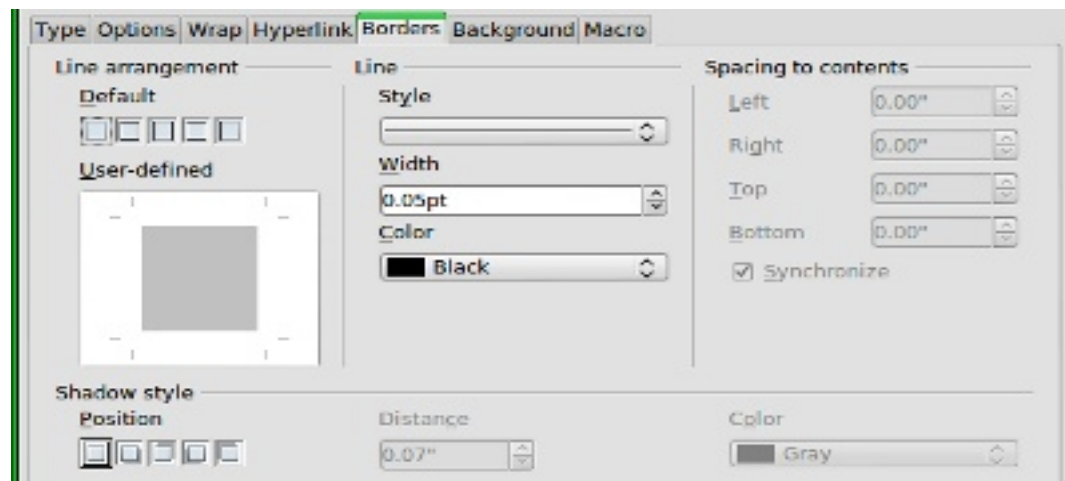 Type Options Wrap Hyperlink Borders Background Macro
Line arrangement
Default
User-defined
Line
Style
Width
0.05pt
Color
Black
Spacing to contents
Left 0.00"
Right 0.00"
Top 0.00"
Bottom 0.00"
Synchronize
Shadow style
Position
Distance
0.07"
Color
Gray